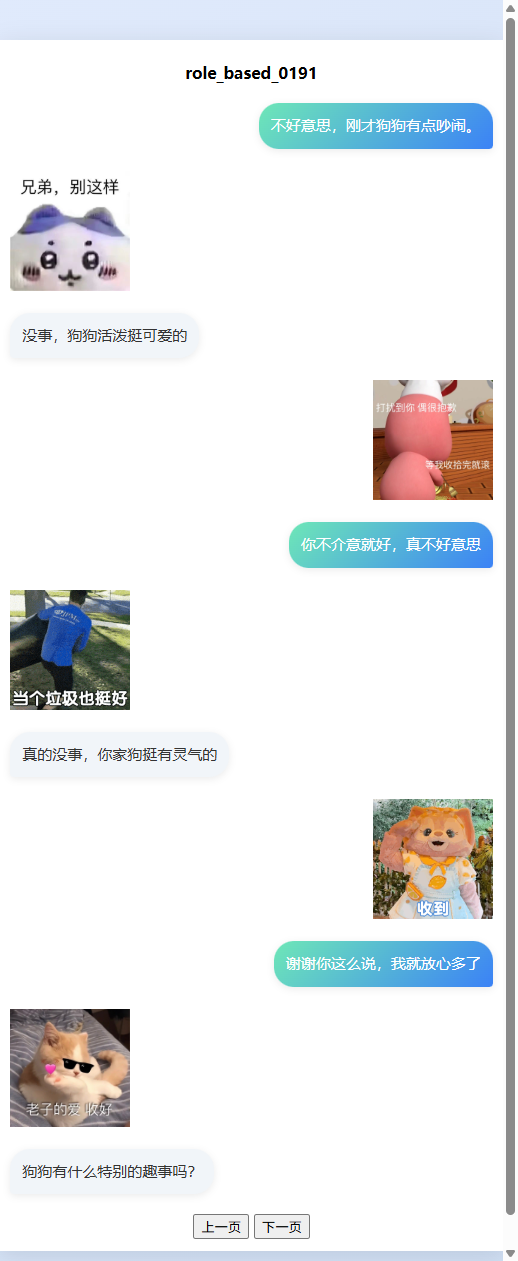 role_based_0191
不好意思，刚才狗狗有点吵闹。
兄弟，别这样
没事，狗狗活泼挺可爱的
打扰到你 偶很抱歉
等我收拾完就滚
你不介意就好，真不好意思
当个垃圾也挺好
真的没事，你家狗挺有灵气的
收到
谢谢你这么说，我就放心多了
老子的爱 收好
狗狗有什么特别的趣事吗？
上一页 下一页